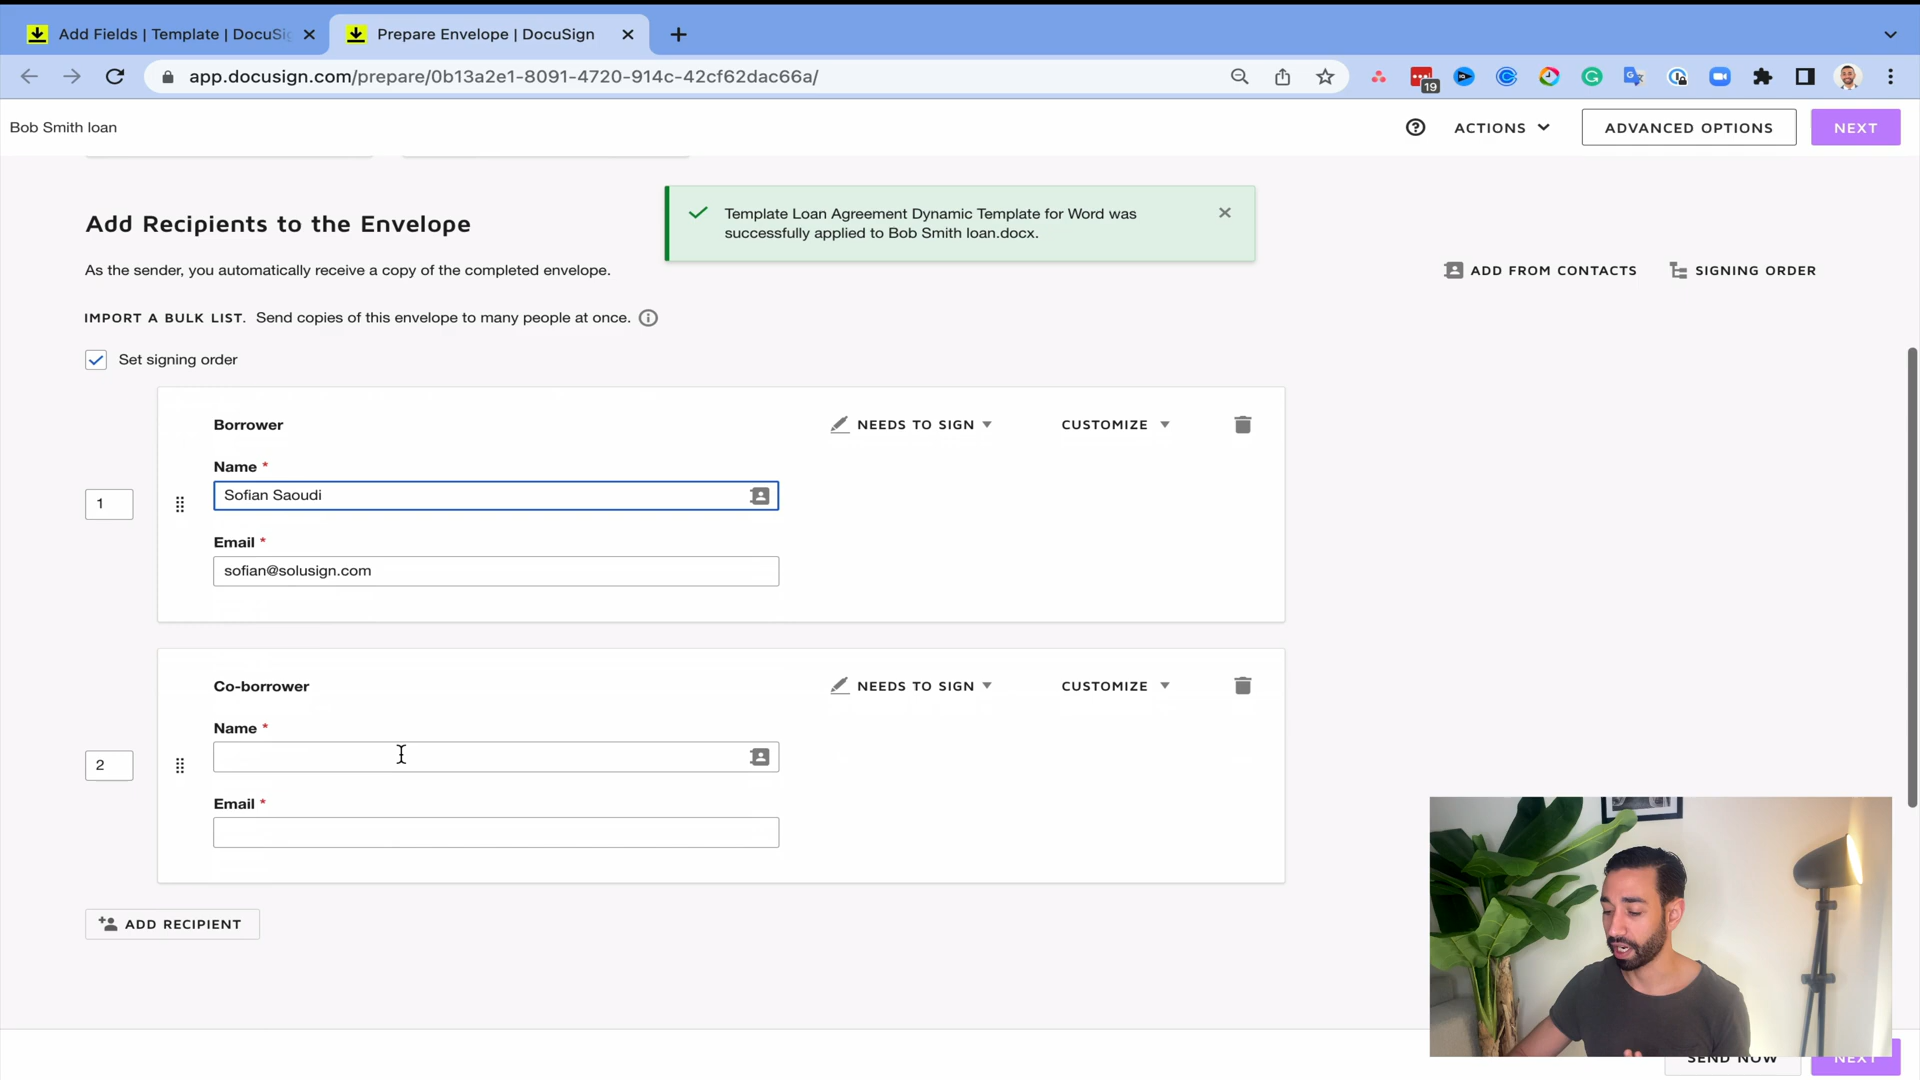 Add Fields | Template | DocuSig
Prepare Envelope | DocuSign
app.docusign.com/prepare/0b13a2e1-8091-4720-914c-42cf62dac66a/
19
Bob Smith loan
ACTIONS
ADVANCED OPTIONS
NEXT
Template Loan Agreement Dynamic Template for Word was
successfully applied to Bob Smith loan.docx.
Add Recipients to the Envelope
As the sender, you automatically receive a copy of the completed envelope.
ADD FROM CONTACTS
SIGNING ORDER
IMPORT A BULK LIST. Send copies of this envelope to many people at once.
Set signing order
Borrower
NEEDS TO SIGN
CUSTOMIZE
Name *
1
Sofian Saoudi
Email *
sofian@solusign.com
Co-borrower
NEEDS TO SIGN
CUSTOMIZE
Name *
2
Email *
ADD RECIPIENT
SEND NOW
NEXT